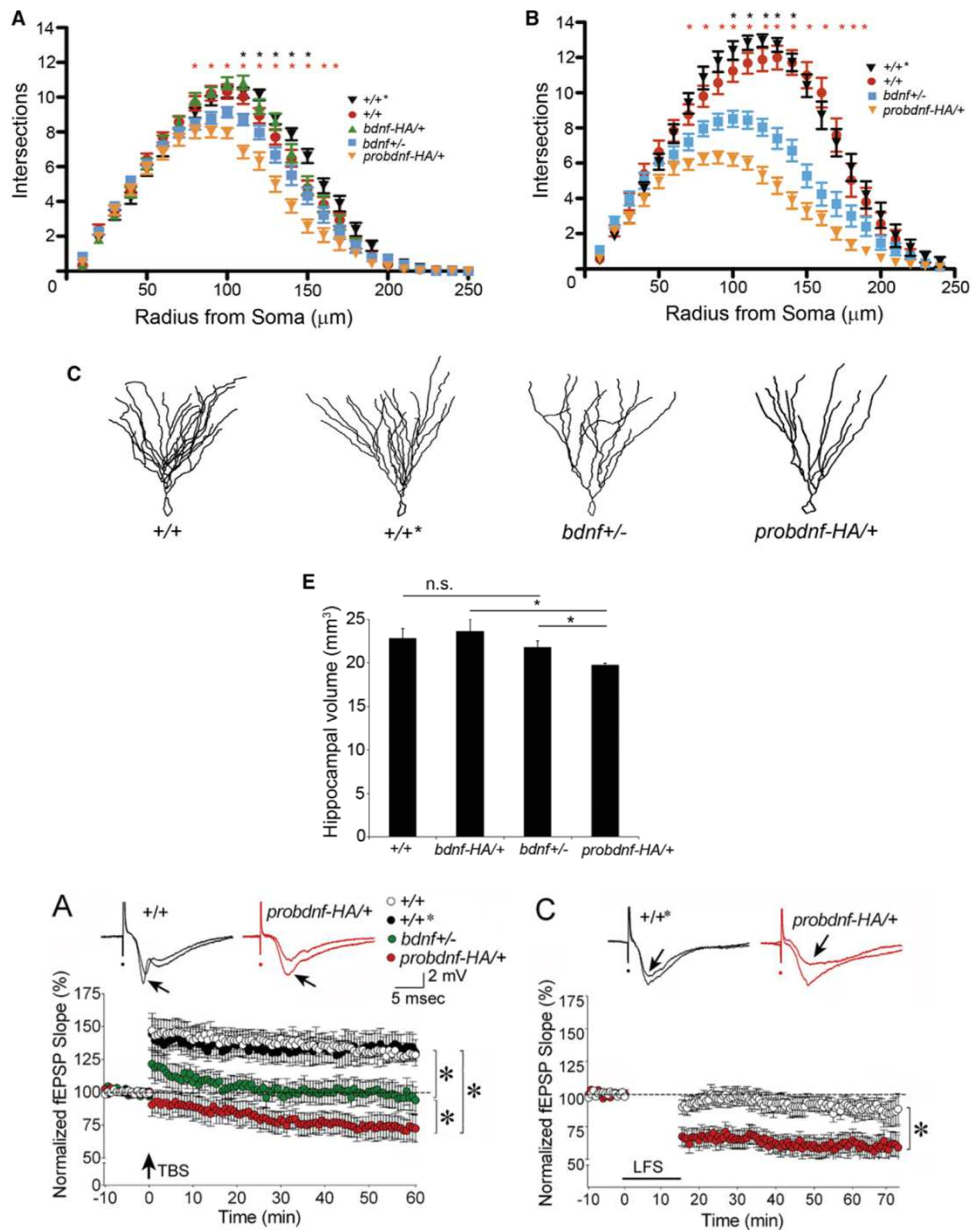 A
* * * * *
* * * * * * * * * *
14
12
10
8
6
4
2
Intersections
+/+*
+/+
bdnf-HA/+
bdnf+/-
probdnf-HA/+
0
50
100
150
200
250
Radius from Soma (μm)
B
* * * * *
* * * * * * * * * * * * *
14
12
10
8
6
4
2
Intersections
+/+*
+/+
bdnf+/-
probdnf-HA/+
0
50
100
150
200
250
Radius from Soma (μm)
C
+/+
+/+*
bdnf+/-
probdnf-HA/+
E
n.s.
*
*
25
20
15
10
5
0
Hippocampal volume (mm³)
+/+
bdnf-HA/+
bdnf+/-
probdnf-HA/+
A
+/+
probdnf-HA/+
+/+
+/+*
bdnf+/-
probdnf-HA/+
2 mV
5 msec
Normalized fEPSP Slope (%)
175
150
125
100
75
50
0
* *
*
TBS
-10 0 10 20 30 40 50 60
Time (min)
C
+/+*
probdnf-HA/+
Normalized fEPSP Slope (%)
175
150
125
100
75
50
0
*
LFS
-10 0 10 20 30 40 50 60 70
Time (min)